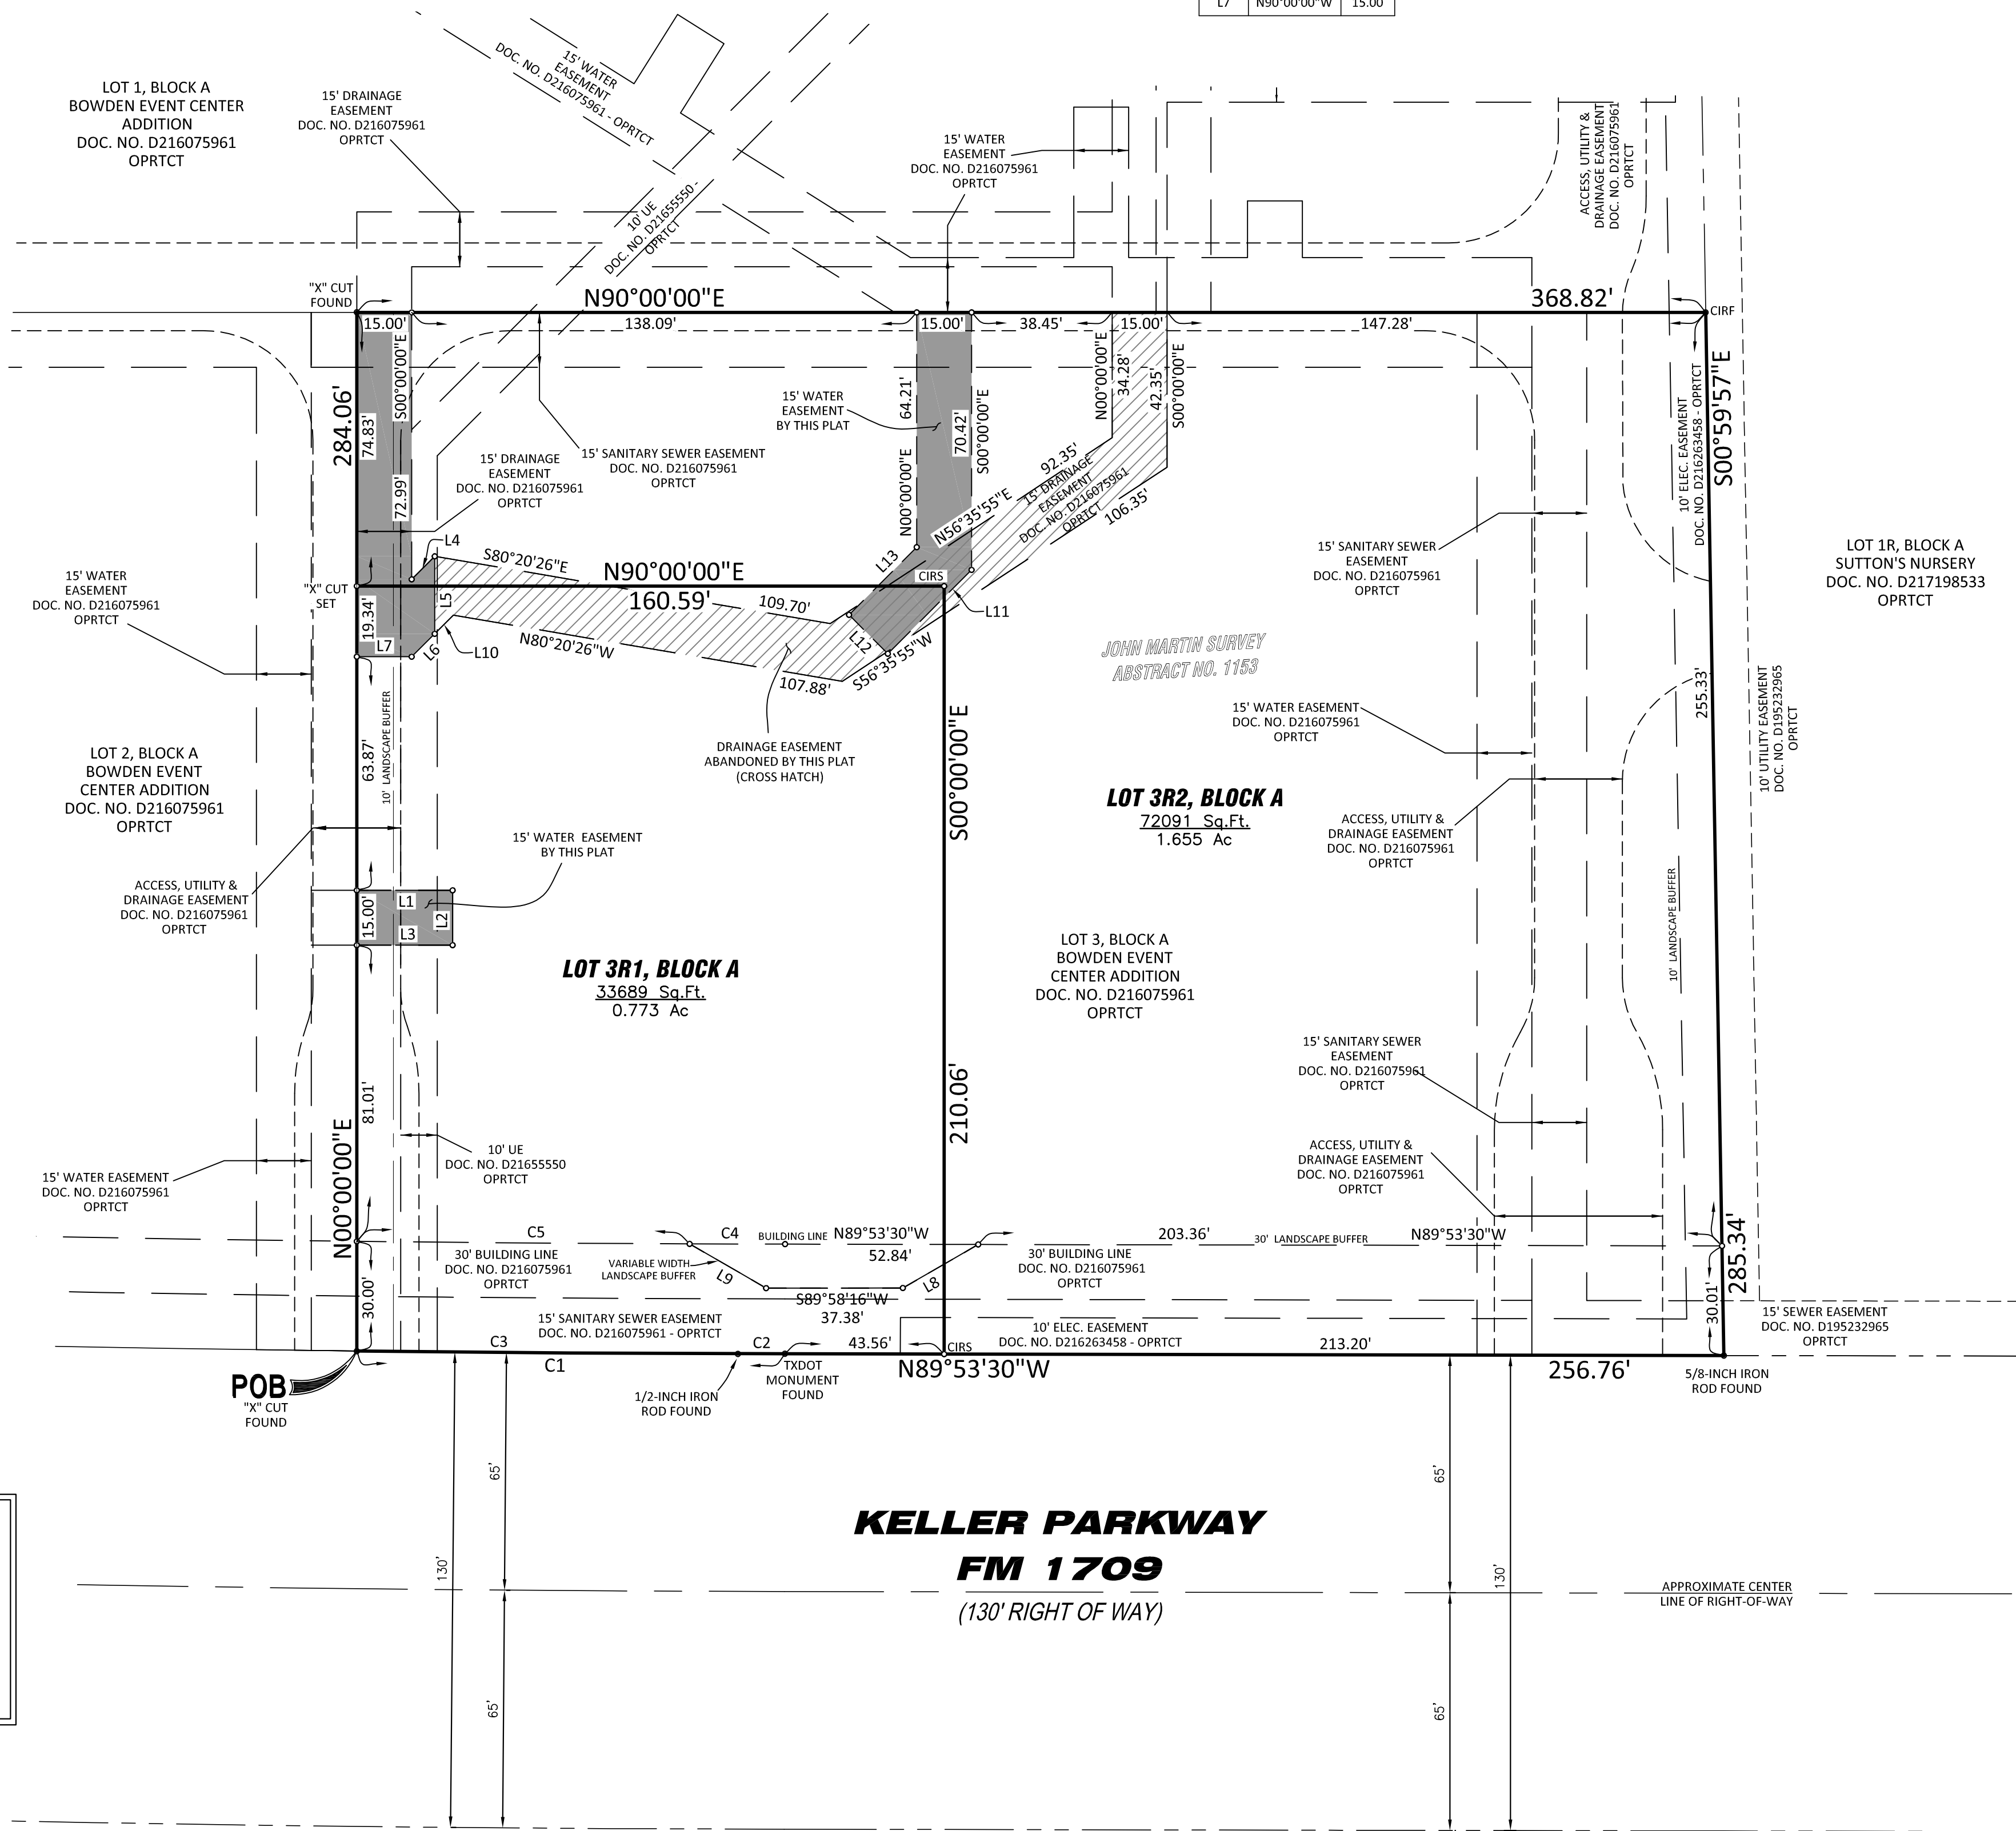 L7 N90°00'00"W 15.00
LOT 1, BLOCK A
BOWDEN EVENT CENTER
ADDITION
DOC. NO. D216075961
OPRTCT
15' DRAINAGE
EASEMENT
DOC. NO. D216075961
OPRTCT
15' WATER
EASEMENT
DOC. NO. D216075961 - OPRTCT
10' UE
DOC. NO. D21655550 -
OPRTCT
15' WATER
EASEMENT
DOC. NO. D216075961
OPRTCT
ACCESS, UTILITY &
DRAINAGE EASEMENT
DOC. NO. D216075961
OPRTCT
"X" CUT
FOUND
N90°00'00"E
368.82'
CIRF
15.00'
138.09'
15.00'
38.45'
15.00'
147.28'
284.06'
74.83'
S00°00'00"E
72.99'
15' DRAINAGE
EASEMENT
DOC. NO. D216075961
OPRTCT
15' SANITARY SEWER EASEMENT
DOC. NO. D216075961
OPRTCT
15' WATER
EASEMENT
BY THIS PLAT
64.21'
N00°00'00"E
70.42'
S00°00'00"E
N00°00'00"E
34.28'
42.35'
S00°00'00"E
92.35'
N56°35'55"E
15' DRAINAGE
EASEMENT
DOC. NO. D216075961
OPRTCT
106.35'
10' ELEC. EASEMENT
DOC. NO. D216263458 - OPRTCT
S00°59'57"E
15' SANITARY SEWER
EASEMENT
DOC. NO. D216075961
OPRTCT
LOT 1R, BLOCK A
SUTTON'S NURSERY
DOC. NO. D217198533
OPRTCT
15' WATER
EASEMENT
DOC. NO. D216075961
OPRTCT
"X" CUT
SET
L4
S80°20'26"E
N90°00'00"E
160.59'
109.70'
L13
CIRS
L11
L5
19.34'
L7
L6
L10
N80°20'26"W
107.88'
L12
S56°35'55"W
JOHN MARTIN SURVEY
ABSTRACT NO. 1153
255.33'
10' UTILITY EASEMENT
DOC. NO. D195232965
OPRTCT
15' WATER EASEMENT
DOC. NO. D216075961
OPRTCT
DRAINAGE EASEMENT
ABANDONED BY THIS PLAT
(CROSS HATCH)
LOT 2, BLOCK A
BOWDEN EVENT
CENTER ADDITION
DOC. NO. D216075961
OPRTCT
63.87'
10' LANDSCAPE BUFFER
S00°00'00"E
LOT 3R2, BLOCK A
72091 Sq.Ft.
1.655 Ac
ACCESS, UTILITY &
DRAINAGE EASEMENT
DOC. NO. D216075961
OPRTCT
15' WATER EASEMENT
BY THIS PLAT
ACCESS, UTILITY &
DRAINAGE EASEMENT
DOC. NO. D216075961
OPRTCT
15.00'
L1
L2
L3
10' LANDSCAPE BUFFER
LOT 3R1, BLOCK A
33689 Sq.Ft.
0.773 Ac
LOT 3, BLOCK A
BOWDEN EVENT
CENTER ADDITION
DOC. NO. D216075961
OPRTCT
15' SANITARY SEWER
EASEMENT
DOC. NO. D216075961
OPRTCT
81.01'
210.06'
N00°00'00"E
10' UE
DOC. NO. D21655550
OPRTCT
ACCESS, UTILITY &
DRAINAGE EASEMENT
DOC. NO. D216075961
OPRTCT
15' WATER EASEMENT
DOC. NO. D216075961
OPRTCT
C5
C4
BUILDING LINE
N89°53'30"W
52.84'
203.36'
30' LANDSCAPE BUFFER
N89°53'30"W
30' BUILDING LINE
DOC. NO. D216075961
OPRTCT
VARIABLE WIDTH
LANDSCAPE BUFFER
L9
L8
30' BUILDING LINE
DOC. NO. D216075961
OPRTCT
285.34'
30.00'
S89°58'16"W
37.38'
30.01'
15' SANITARY SEWER EASEMENT
DOC. NO. D216075961 - OPRTCT
10' ELEC. EASEMENT
DOC. NO. D216263458 - OPRTCT
15' SEWER EASEMENT
DOC. NO. D195232965
OPRTCT
C3
C2
43.56'
CIRS
213.20'
C1
N89°53'30"W
256.76'
POB
"X" CUT
FOUND
1/2-INCH IRON
ROD FOUND
TXDOT
MONUMENT
FOUND
5/8-INCH IRON
ROD FOUND
65'
65'
130'
130'
KELLER PARKWAY
FM 1709
(130' RIGHT OF WAY)
APPROXIMATE CENTER
LINE OF RIGHT-OF-WAY
65'
65'